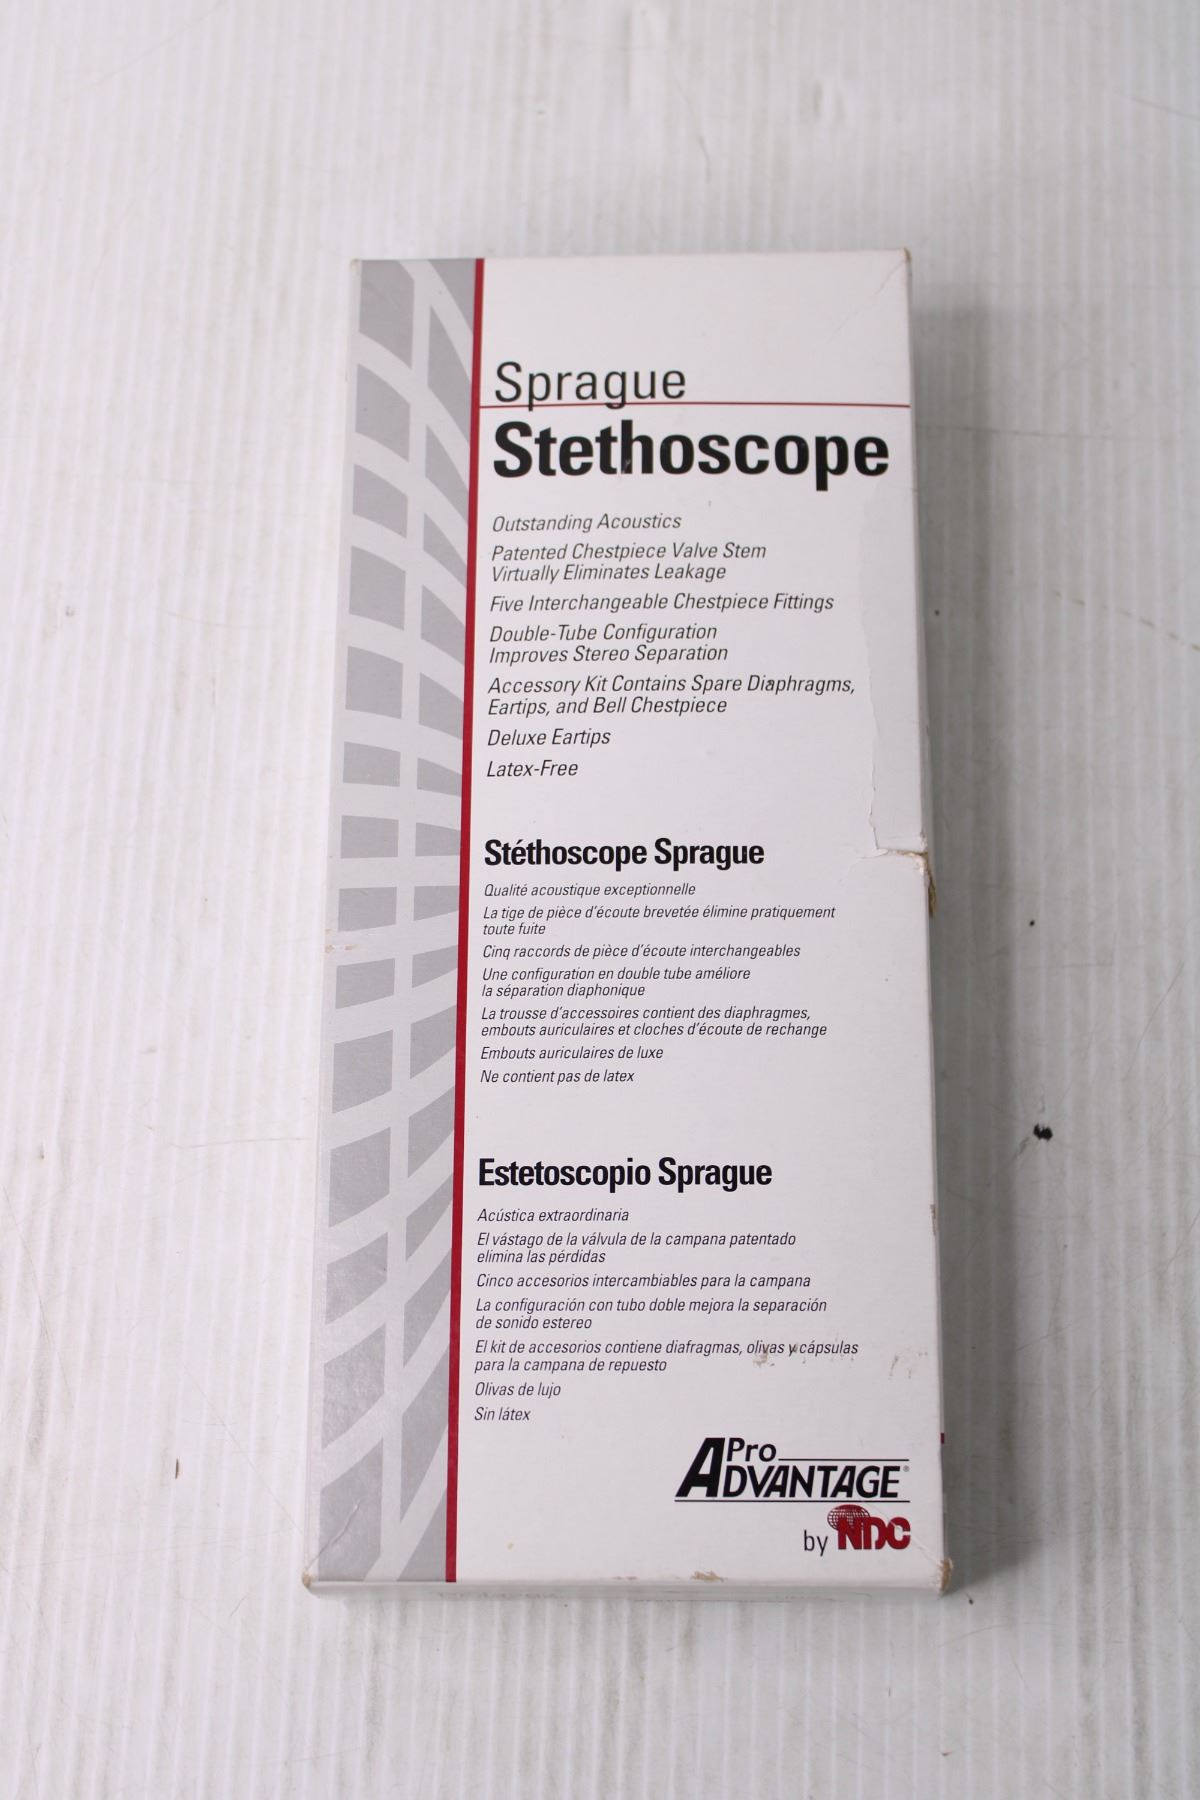 Sprague
Stethoscope
Outstanding Acoustics
Patented Chestpiece Valve Stem
Virtually Eliminates Leakage
Five Interchangeable Chestpiece Fittings
Double-Tube Configuration
Improves Stereo Separation
Accessory Kit Contains Spare Diaphragms,
Eartips, and Bell Chestpiece
Deluxe Eartips
Latex-Free
Stéthoscope Sprague
Qualité acoustique exceptionnelle
La tige de pièce d'écoute brevetée élimine pratiquement
toute fuite
Cinq raccords de pièce d'écoute interchangeables
Une configuration en double tube améliore
la séparation diaphonique
La trousse d'accessoires contient des diaphragmes,
embouts auriculaires et cloches d'écoute de rechange
Embouts auriculaires de luxe
Ne contient pas de latex
Estetoscopio Sprague
Acústica extraordinaria
El vástago de la válvula de la campana patentado
elimina las pérdidas
Cinco accesorios intercambiables para la campana
La configuración con tubo doble mejora la separación
de sonido estereo
El kit de accesorios contiene diafragmas, olivas y cápsulas
para la campana de repuesto
Olivas de lujo
Sin látex
Pro
ADVANTAGE®
by NDC